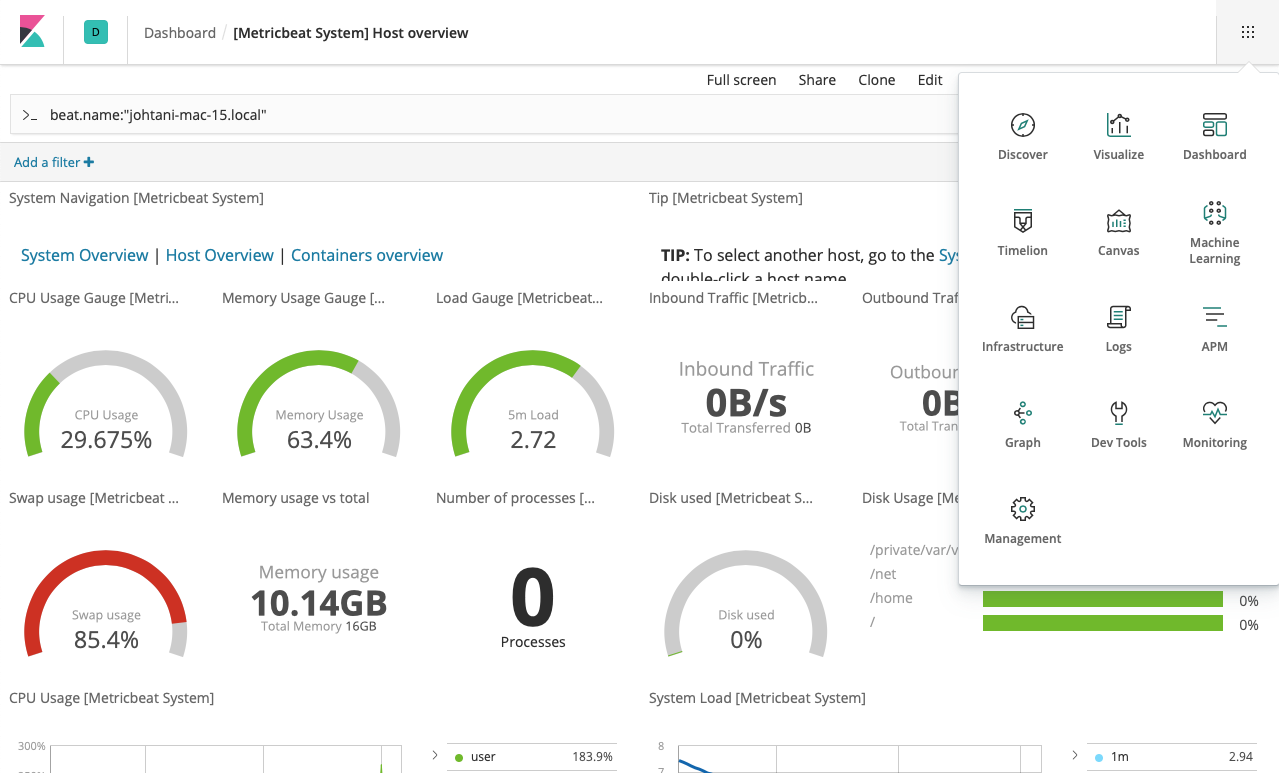 D
Dashboard / [Metricbeat System] Host overview
Full screen Share Clone Edit
>_ beat.name:"johtani-mac-15.local"
Add a filter +
Discover Visualize Dashboard
Timelion Canvas Machine Learning
Infrastructure Logs APM
Graph Dev Tools Monitoring
Management
System Navigation [Metricbeat System]
System Overview | Host Overview | Containers overview
Tip [Metricbeat System]
TIP: To select another host, go to the Sys
double-click a host name.
CPU Usage Gauge [Metri...
CPU Usage
29.675%
Memory Usage Gauge [...
Memory Usage
63.4%
Load Gauge [Metricbeat...
5m Load
2.72
Inbound Traffic [Metricb...
Inbound Traffic
0B/s
Total Transferred 0B
Outbound Traf
Outboun
0B
Total Tran
Swap usage [Metricbeat ...
Swap usage
85.4%
Memory usage vs total
Memory usage
10.14GB
Total Memory 16GB
Number of processes [...
0
Processes
Disk used [Metricbeat S...
Disk used
0%
Disk Usage [Me
/private/var/v
/net
/home 0%
/ 0%
CPU Usage [Metricbeat System]
300%
user 183.9%
System Load [Metricbeat System]
8
7
1m 2.94